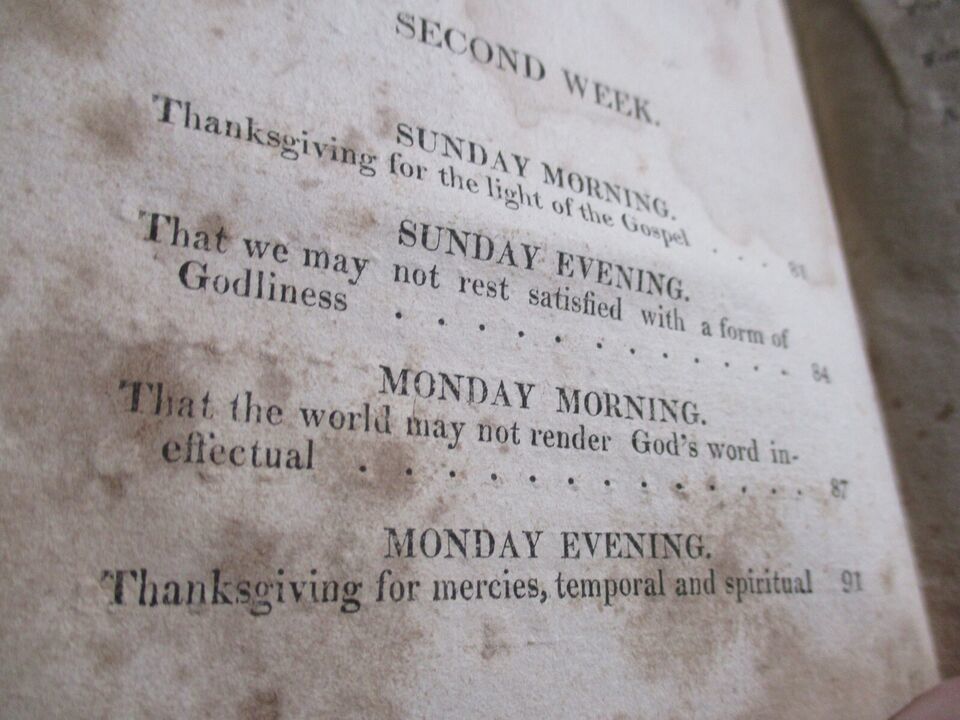 SECOND WEEK.
SUNDAY MORNING.
Thanksgiving for the light of the Gospel . . . 81
SUNDAY EVENING.
That we may not rest satisfied with a form of
Godliness . . . . . . . . . . . 84
MONDAY MORNING.
That the world may not render God's word in-
effectual . . . . . . . . . . . . . 87
MONDAY EVENING.
Thanksgiving for mercies, temporal and spiritual 91